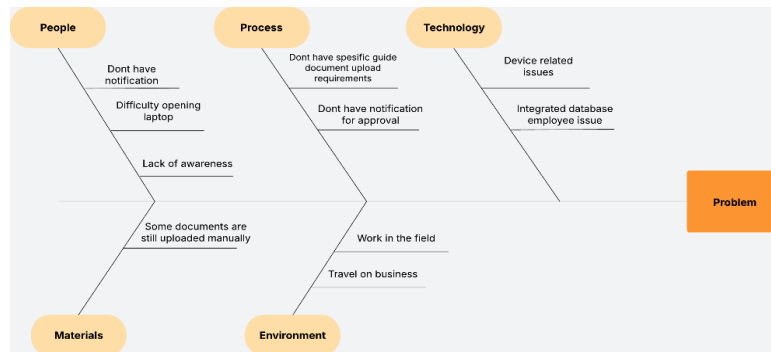 People
Process
Technology
Dont have
notification
Difficulty opening
laptop
Lack of awareness
Dont have spesific guide
document upload
requirements
Dont have notification
for approval
Device related
issues
Integrated database
employee issue
Problem
Some documents are
still uploaded manually
Work in the field
Travel on business
Materials
Environment